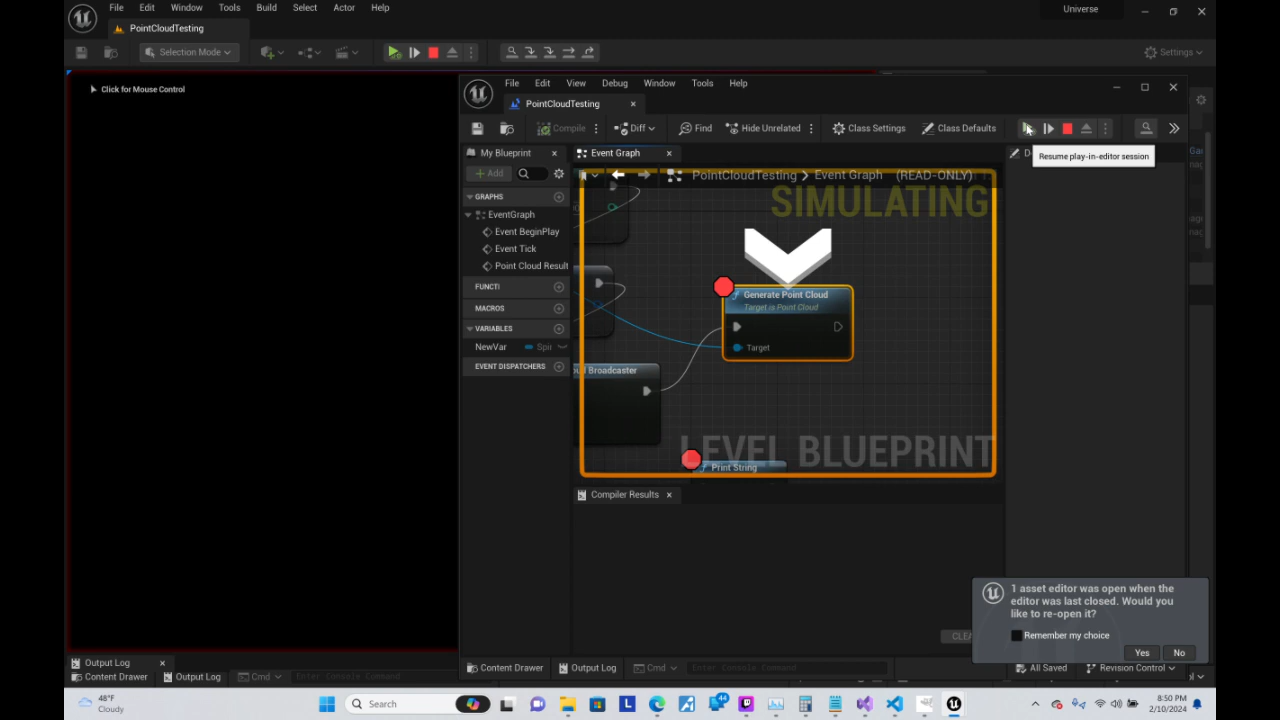 File Edit Window Tools Build Select Actor Help
Universe
PointCloudTesting
Selection Mode
Settings
Click for Mouse Control
File Edit View Debug Window Tools Help
PointCloudTesting
Compile
Diff
Find
Hide Unrelated
Class Settings
Class Defaults
Resume play-in-editor session
My Blueprint
Event Graph
Add
PointCloudTesting > Event Graph (READ-ONLY)
SIMULATING
GRAPHS
EventGraph
Event BeginPlay
Event Tick
Point Cloud Result
FUNCTI
MACROS
VARIABLES
NewVar
EVENT DISPATCHERS
Generate Point Cloud
Target is Point Cloud
Target
Broadcaster
LEVEL BLUEPRINT
Print String
Compiler Results
1 asset editor was open when the
editor was last closed. Would you
like to re-open it?
Remember my choice
Yes No
CLEA
Output Log
Content Drawer
Output Log
Cmd
Enter Console Command
Content Drawer
Output Log
Cmd
Enter Console Command
All Saved
Revision Control
48°F
Cloudy
Search
44
8:50 PM
2/10/2024